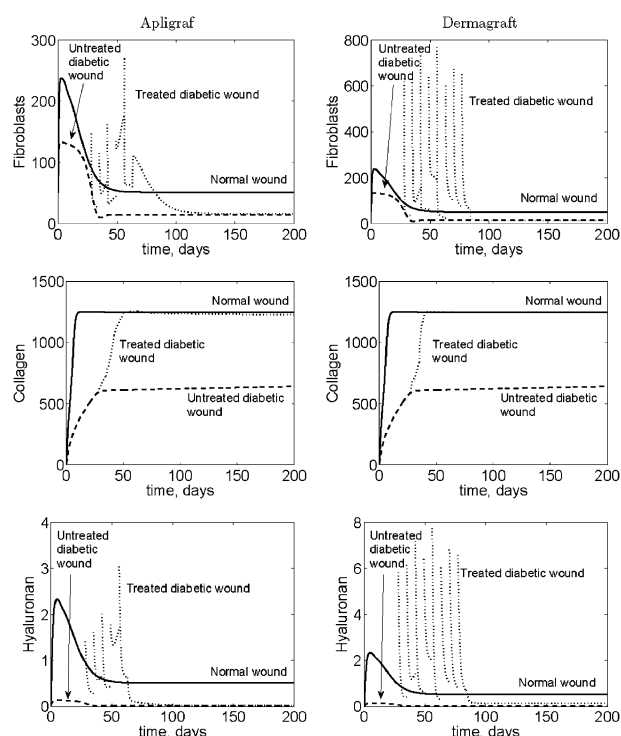 Apligraf
Dermagraft
300
200
100
0
Fibroblasts
Untreated
diabetic
wound
Treated diabetic wound
Normal wound
0 50 100 150 200
time, days
800
600
400
200
0
Fibroblasts
Untreated
diabetic
wound
Treated diabetic wound
Normal wound
0 50 100 150 200
time, days
1500
1000
500
0
Collagen
Normal wound
Treated diabetic
wound
Untreated diabetic
wound
0 50 100 150 200
time, days
1500
1000
500
0
Collagen
Normal wound
Treated diabetic
wound
Untreated diabetic
wound
0 50 100 150 200
time, days
4
3
2
1
0
Hyaluronan
Untreated
diabetic
wound
Treated diabetic wound
Normal wound
0 50 100 150 200
time, days
8
6
4
2
0
Hyaluronan
Untreated
diabetic
wound
Treated diabetic wound
Normal wound
0 50 100 150 200
time, days